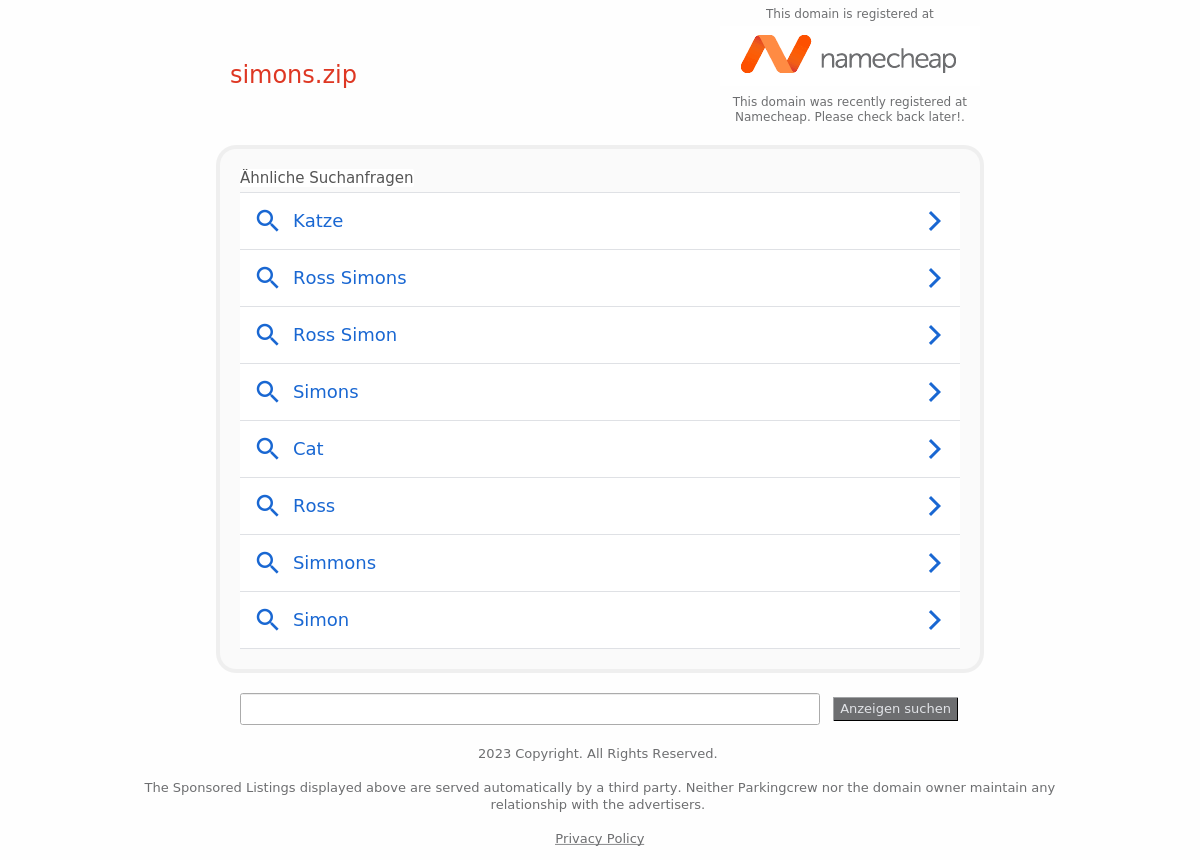 This domain is registered at
namecheap
simons.zip
This domain was recently registered at
Namecheap. Please check back later!.
Ähnliche Suchanfragen
Katze
Ross Simons
Ross Simon
Simons
Cat
Ross
Simmons
Simon
Anzeigen suchen
2023 Copyright. All Rights Reserved.
The Sponsored Listings displayed above are served automatically by a third party. Neither Parkingcrew nor the domain owner maintain any
relationship with the advertisers.
Privacy Policy